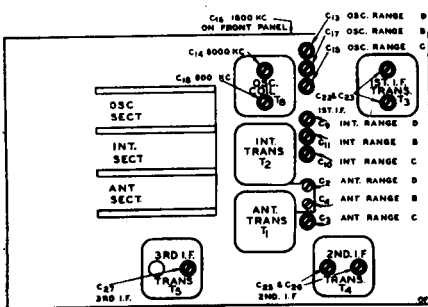 C16 1800 KC
ON FRONT PANEL
C13 OSC. RANGE D
C17 OSC. RANGE B
C15 OSC. RANGE C
C14 6000 KC
C18 600 KC
OSC.
COIL
T6
1ST. I.F.
TRANS.
T3
C22 & C23
1ST. I.F.
OSC
SECT
INT.
SECT
ANT
SECT.
INT.
TRANS
T2
C9 INT. RANGE D
C11 INT. RANGE B
C10 INT RANGE C
C2 ANT. RANGE D
C4 ANT. RANGE B
C3 ANT RANGE C
ANT.
TRANS
T1
3RD I.F.
TRANS
T5
C27
3RD I.F.
2ND. I.F
TRANS.
T4
C25 & C26
2ND. I.F.